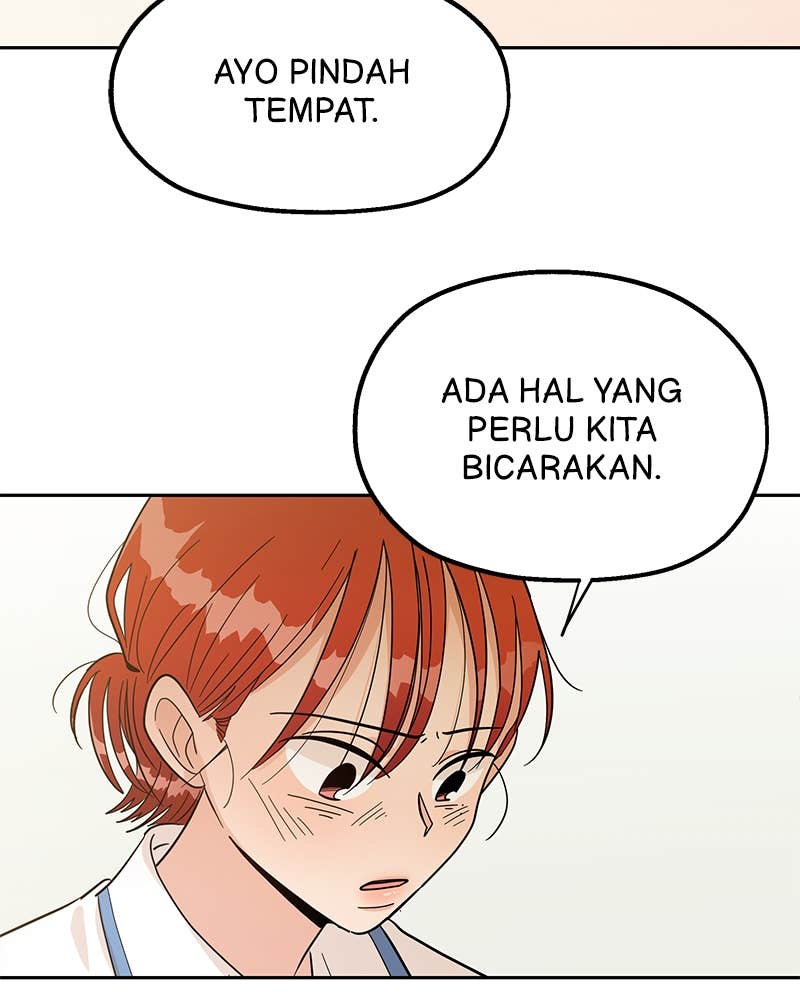 AYO PINDAH
TEMPAT.
ADA HAL YANG
PERLU KITA
BICARAKAN.